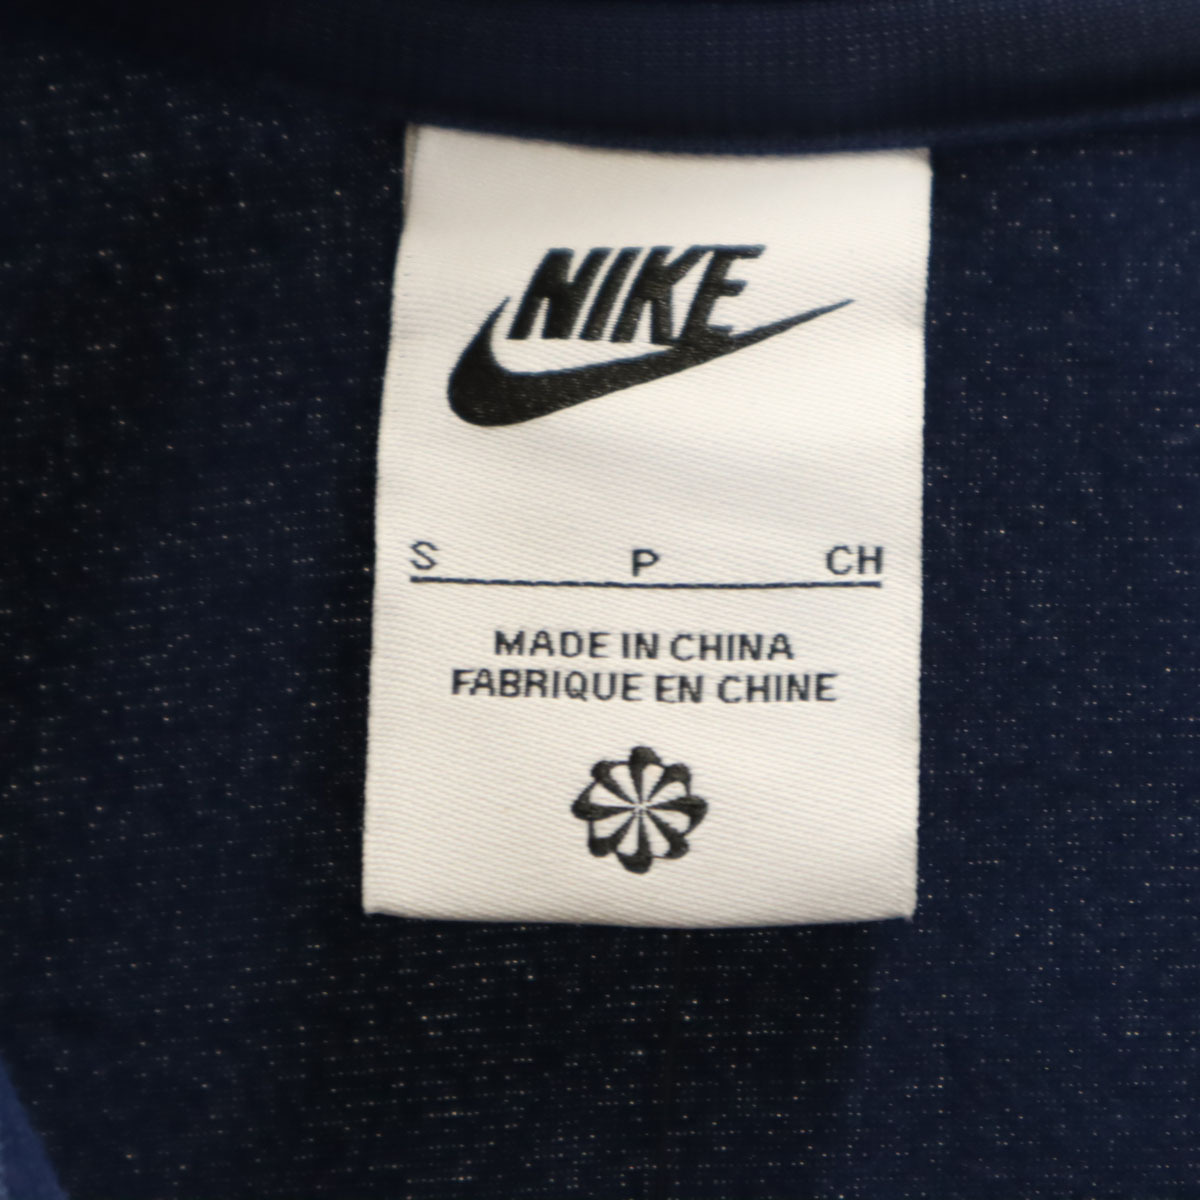 NIKE
S P CH
MADE IN CHINA
FABRIQUE EN CHINE